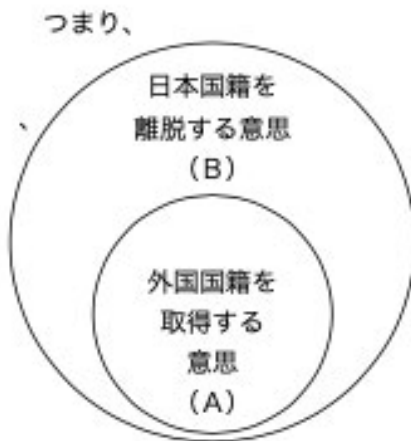 つまり、
日本国籍を
離脱する意思
（B）
外国国籍を
取得する
意思
（A）